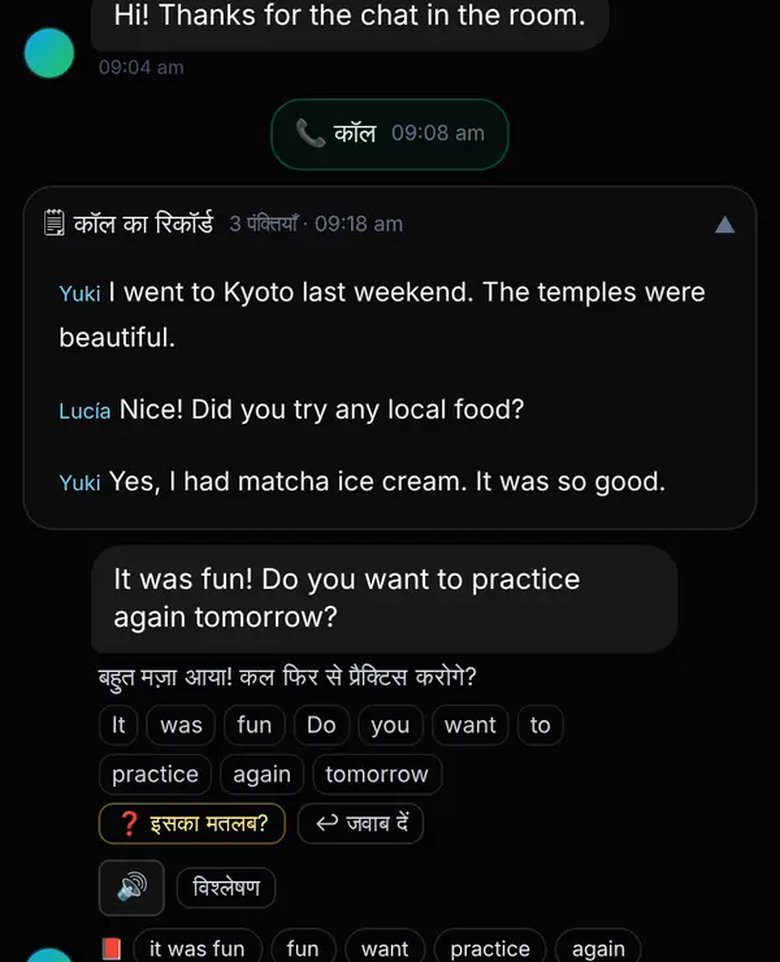 Hi! Thanks for the chat in the room.
09:04 am
📞 कॉल 09:08 am
🗒️ कॉल का रिकॉर्ड 3 पंक्तियाँ · 09:18 am ▲
Yuki I went to Kyoto last weekend. The temples were
beautiful.
Lucía Nice! Did you try any local food?
Yuki Yes, I had matcha ice cream. It was so good.
It was fun! Do you want to practice
again tomorrow?
बहुत मज़ा आया! कल फिर से प्रैक्टिस करोगे?
It was fun Do you want to
practice again tomorrow
❓ इसका मतलब? ↩ जवाब दें
🔊 विश्लेषण
📕 it was fun fun want practice again